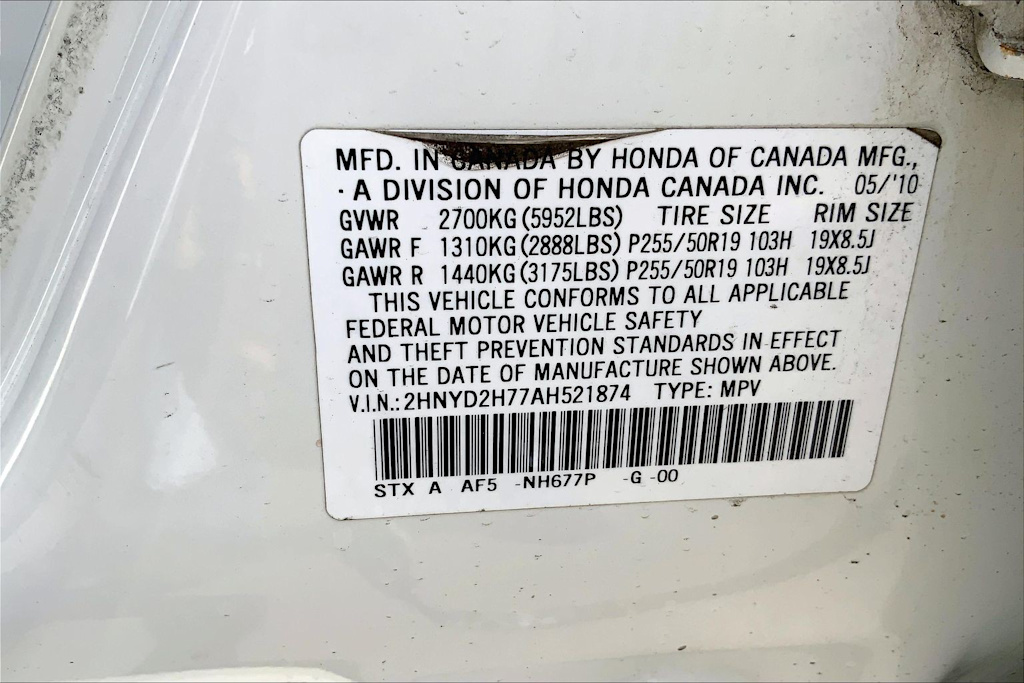 MFD. IN CANADA BY HONDA OF CANADA MFG.,
· A DIVISION OF HONDA CANADA INC. 05/'10
GVWR 2700KG (5952LBS) TIRE SIZE RIM SIZE
GAWR F 1310KG (2888LBS) P255/50R19 103H 19X8.5J
GAWR R 1440KG (3175LBS) P255/50R19 103H 19X8.5J
THIS VEHICLE CONFORMS TO ALL APPLICABLE
FEDERAL MOTOR VEHICLE SAFETY
AND THEFT PREVENTION STANDARDS IN EFFECT
ON THE DATE OF MANUFACTURE SHOWN ABOVE.
V.I.N.: 2HNYD2H77AH521874 TYPE: MPV
STX A AF5 -NH677P -G -00